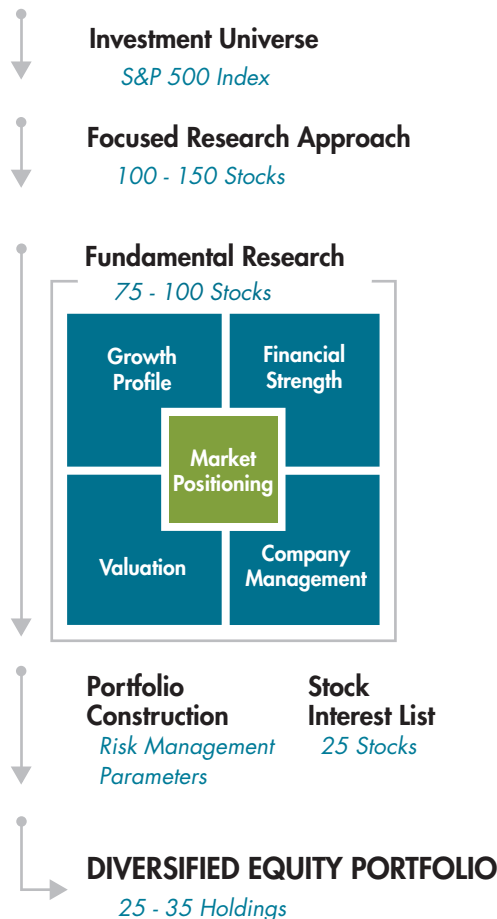 Investment Universe
S&P 500 Index
Focused Research Approach
100 - 150 Stocks
Fundamental Research
75 - 100 Stocks
Growth
Profile
Financial
Strength
Market
Positioning
Valuation
Company
Management
Portfolio
Construction
Risk Management
Parameters
Stock
Interest List
25 Stocks
DIVERSIFIED EQUITY PORTFOLIO
25 - 35 Holdings